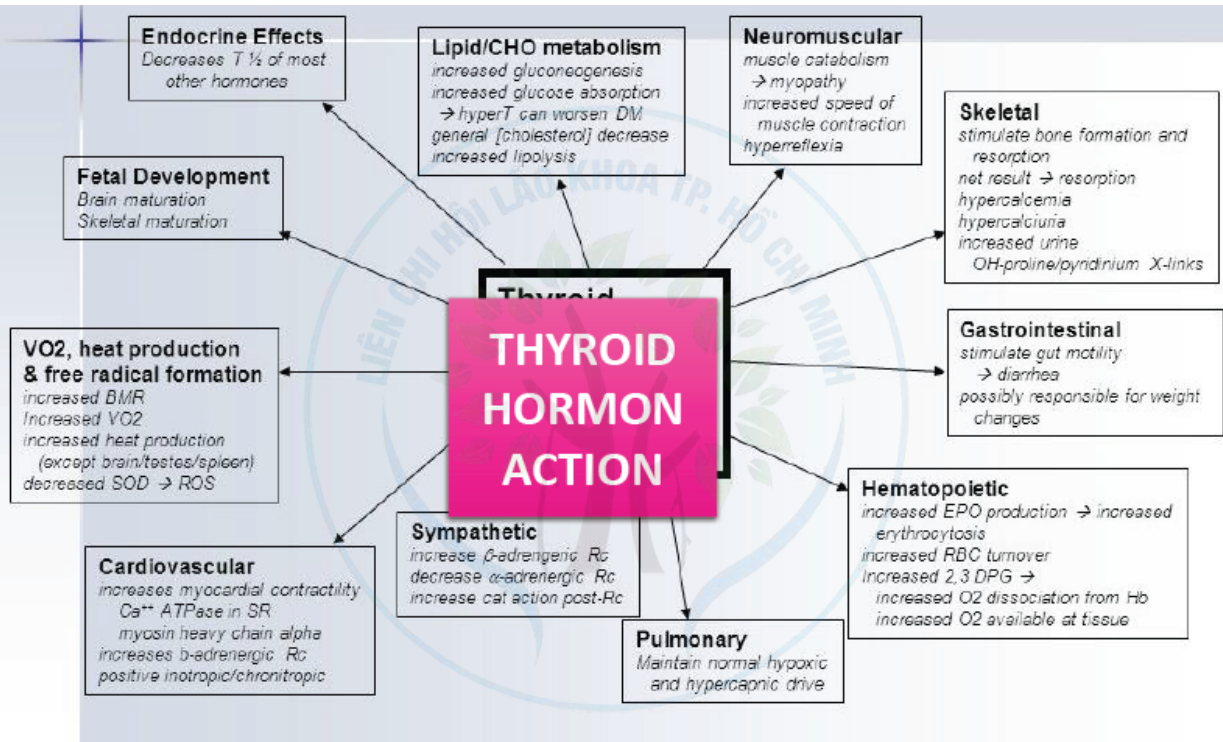 Endocrine Effects
Decreases T ½ of most
other hormones
Lipid/CHO metabolism
increased gluconeogenesis
increased glucose absorption
→ hyperT can worsen DM
general [cholesterol] decrease
increased lipolysis
Neuromuscular
muscle catabolism
→ myopathy
increased speed of
muscle contraction
hyperreflexia
Skeletal
stimulate bone formation and
resorption
net result → resorption
hypercalcemia
hypercalciuria
increased urine
OH-proline/pyridinium X-links
Fetal Development
Brain maturation
Skeletal maturation
Thyroid
THYROID
HORMON
ACTION
VO2, heat production
& free radical formation
increased BMR
Increased VO2
increased heat production
(except brain/testes/spleen)
decreased SOD → ROS
Gastrointestinal
stimulate gut motility
→ diarrhea
possibly responsible for weight
changes
Hematopoietic
increased EPO production → increased
erythrocytosis
increased RBC turnover
Increased 2,3 DPG →
increased O2 dissociation from Hb
increased O2 available at tissue
Sympathetic
increase β-adrengeric Rc
decrease α-adrenergic Rc
increase cat action post-Rc
Cardiovascular
increases myocardial contractility
Ca⁺⁺ ATPase in SR
myosin heavy chain alpha
increases b-adrenergic Rc
positive inotropic/chronitropic
Pulmonary
Maintain normal hypoxic
and hypercapnic drive
LIÊN CHI HỘI LÃO KHOA TP. HỒ CHÍ MINH